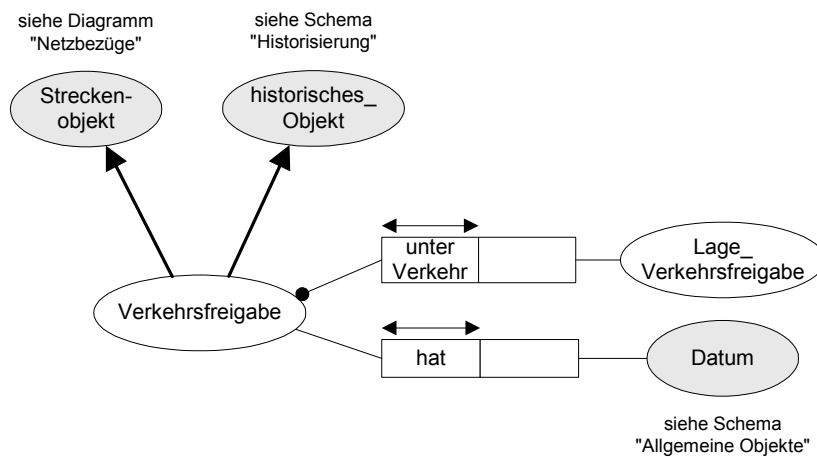 siehe Diagramm
"Netzbezüge"
siehe Schema
"Historisierung"
Strecken-
objekt
historisches_
Objekt
unter
Verkehr
Lage_
Verkehrsfreigabe
Verkehrsfreigabe
hat
Datum
siehe Schema
"Allgemeine Objekte"